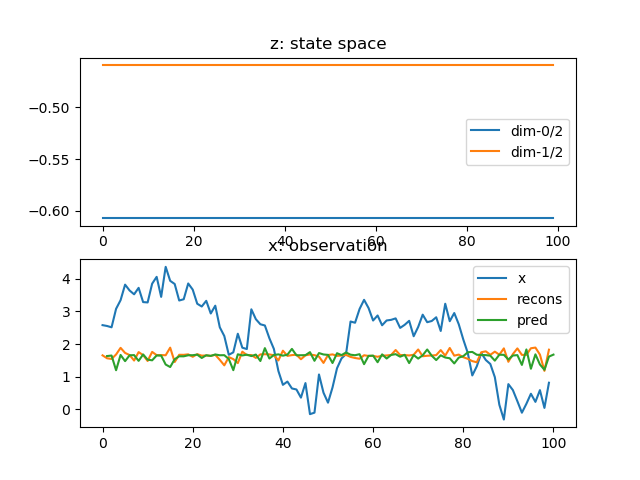 z: state space
−0.50
−0.55
−0.60
dim-0/2
dim-1/2
0 20 40 60 80 100
x: observation
4
3
2
1
0
x
recons
pred
0 20 40 60 80 100